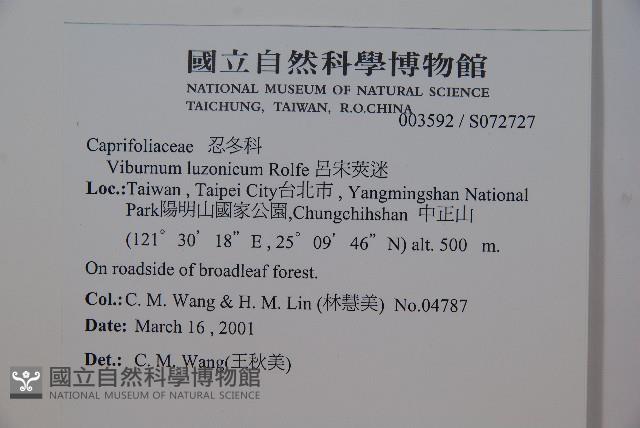 國立自然科學博物館
NATIONAL MUSEUM OF NATURAL SCIENCE
TAICHUNG, TAIWAN, R.O.CHINA
003592 / S072727
Caprifoliaceae 忍冬科
Viburnum luzonicum Rolfe 呂宋莢迷
Loc.:Taiwan , Taipei City台北市 , Yangmingshan National
Park陽明山國家公園,Chungchihshan 中正山
(121° 30’ 18” E , 25° 09’ 46” N) alt. 500 m.
On roadside of broadleaf forest.
Col.: C. M. Wang & H. M. Lin (林慧美) No.04787
Date: March 16 , 2001
Det.: C. M. Wang(王秋美)
國立自然科學博物館
NATIONAL MUSEUM OF NATURAL SCIENCE